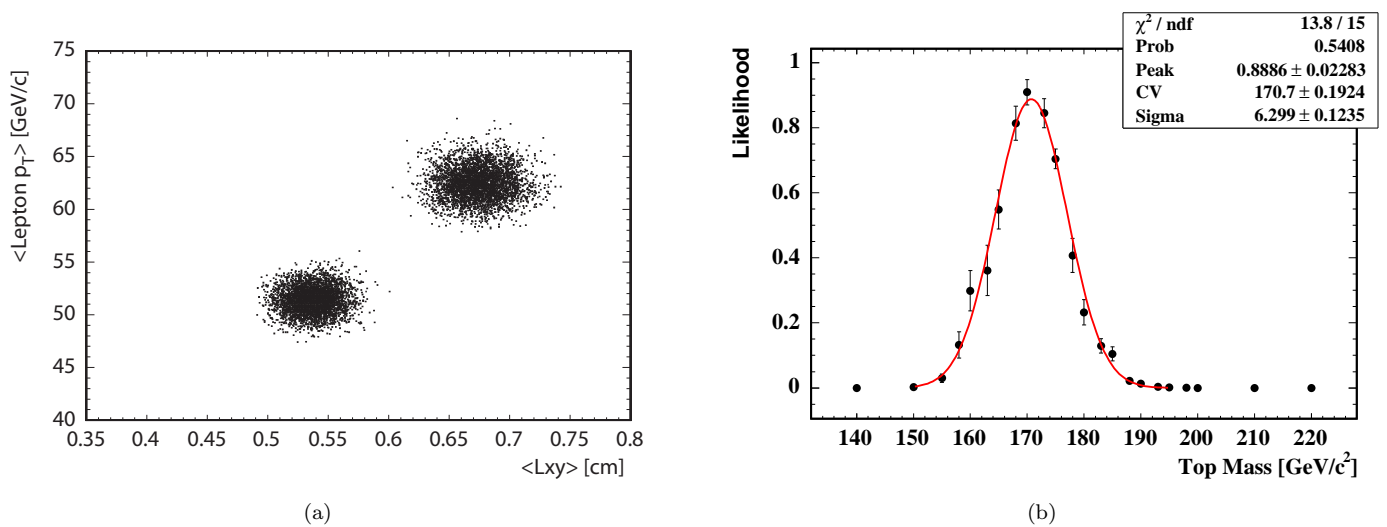 <Lepton p_T> [GeV/c]
75
70
65
60
55
50
45
40
0.35 0.4 0.45 0.5 0.55 0.6 0.65 0.7 0.75 0.8
<Lxy> [cm]
(a)
χ² / ndf 13.8 / 15
Prob 0.5408
Peak 0.8886 ± 0.02283
CV 170.7 ± 0.1924
Sigma 6.299 ± 0.1235
Likelihood
1
0.8
0.6
0.4
0.2
0
140 150 160 170 180 190 200 210 220
Top Mass [GeV/c²]
(b)